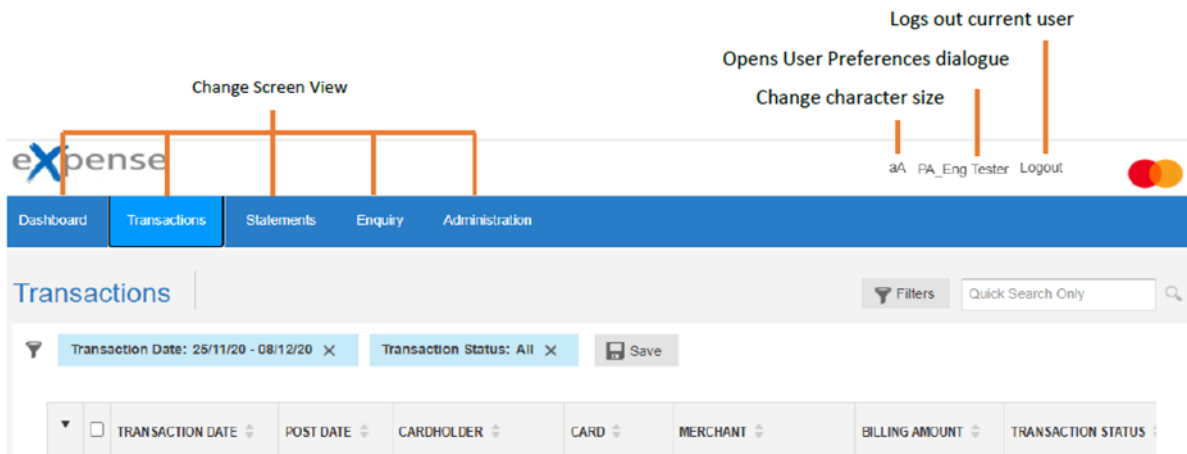 Logs out current user
Opens User Preferences dialogue
Change Screen View
Change character size
eXpense
aA PA_Eng Tester Logout
Dashboard Transactions Statements Enquiry Administration
Transactions Filters Quick Search Only
Transaction Date: 25/11/20 - 08/12/20 Transaction Status: All Save
TRANSACTION DATE POST DATE CARDHOLDER CARD MERCHANT BILLING AMOUNT TRANSACTION STATUS